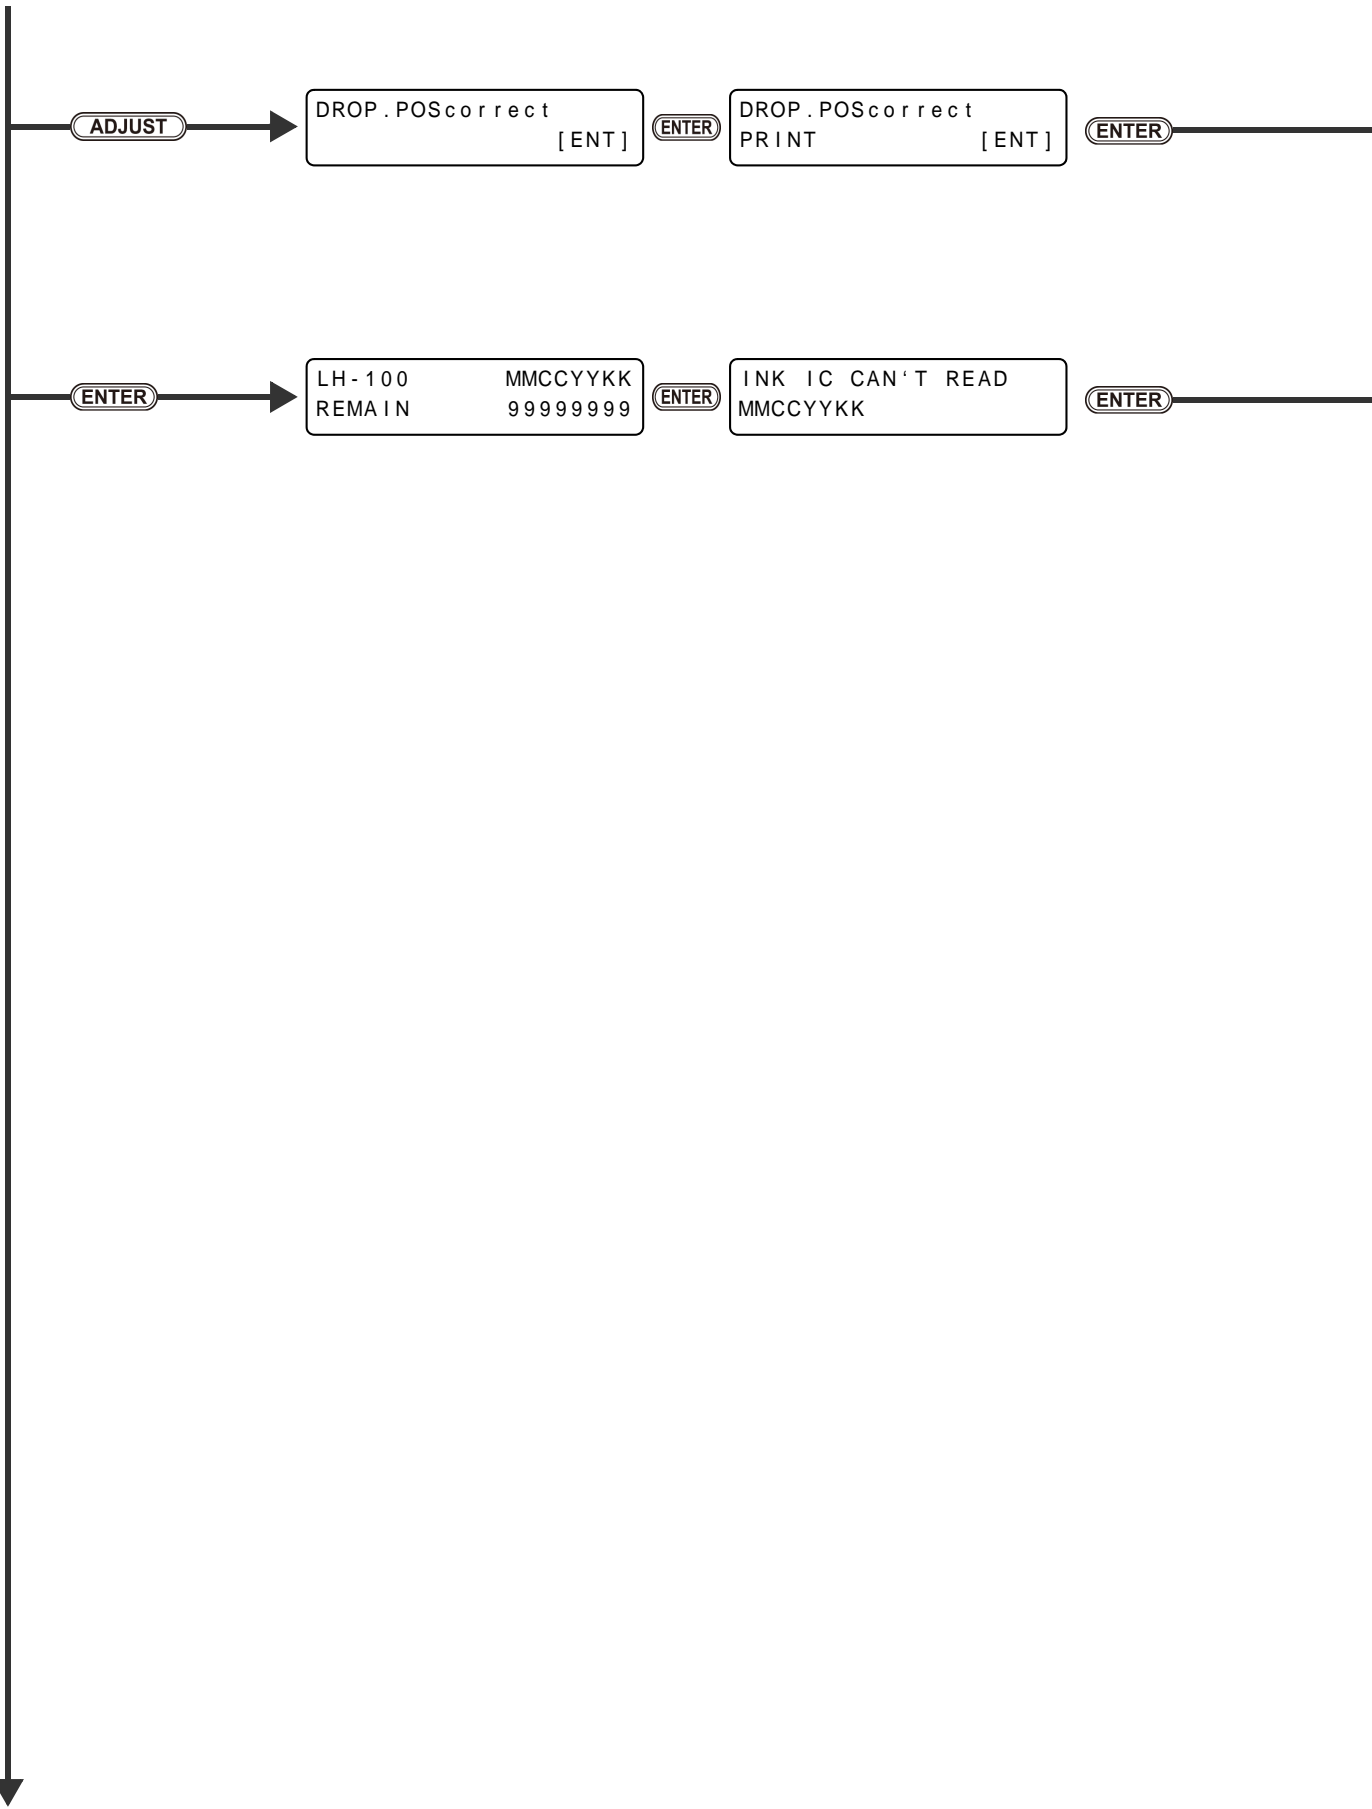 ADJUST
DROP.POScorrect
[ENT]
ENTER
DROP.POScorrect
PRINT [ENT]
ENTER
ENTER
LH-100 MMCCYYKK
REMAIN 99999999
ENTER
INK IC CAN‘T READ
MMCCYYKK
ENTER